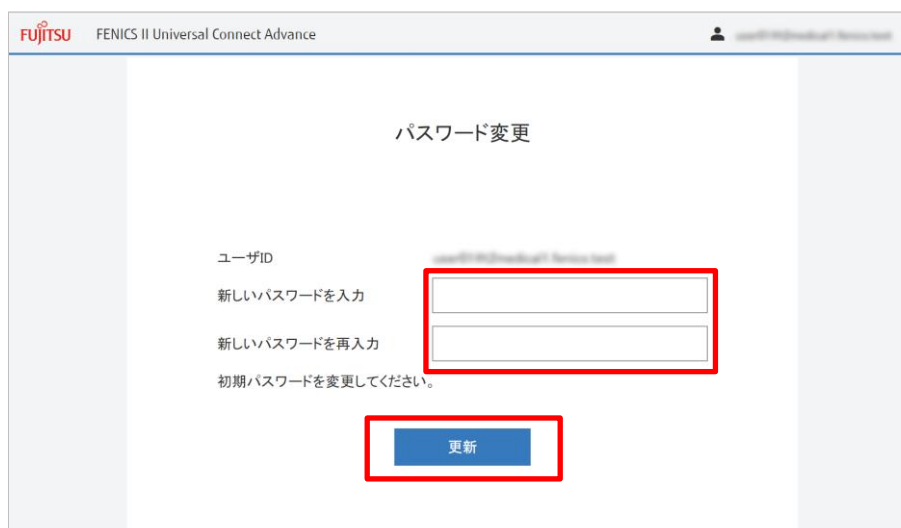 FUJITSU FENICS II Universal Connect Advance
パスワード変更
ユーザID
新しいパスワードを入力
新しいパスワードを再入力
初期パスワードを変更してください。
更新